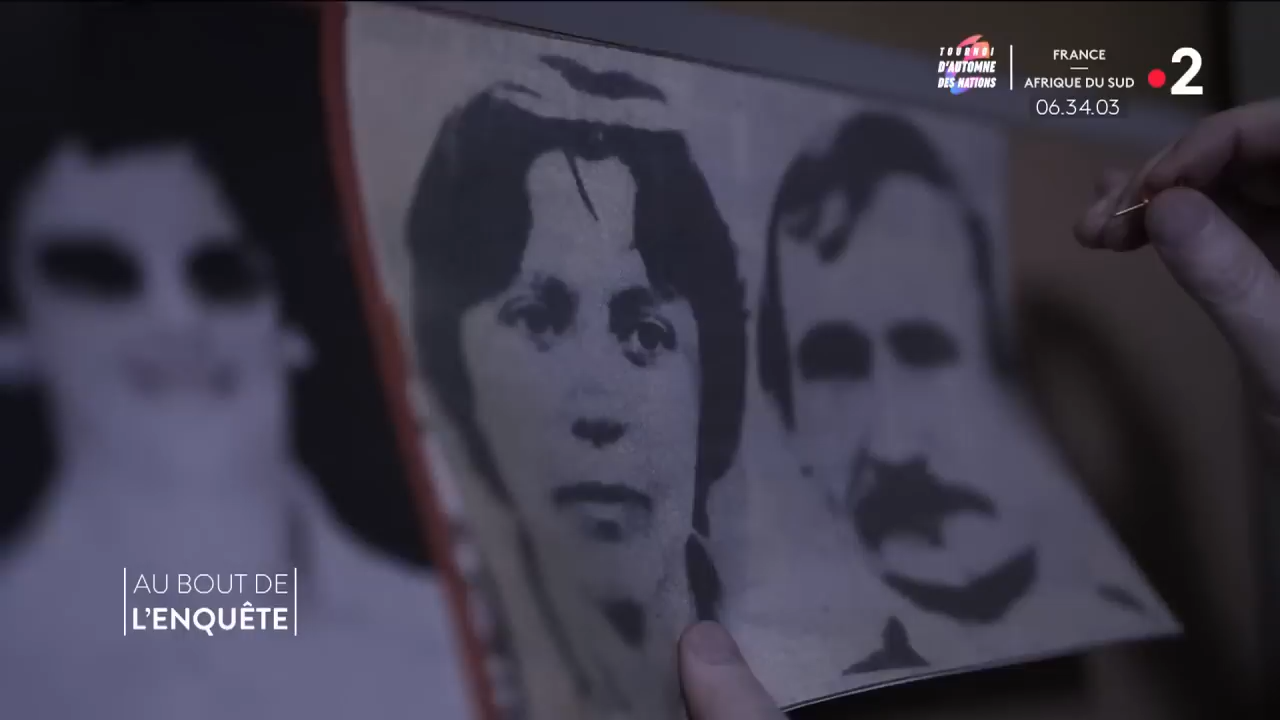 TOURNOI
D'AUTOMNE
DES NATIONS
FRANCE
—
AFRIQUE DU SUD
06.34.03
2
AU BOUT DE
L'ENQUÊTE